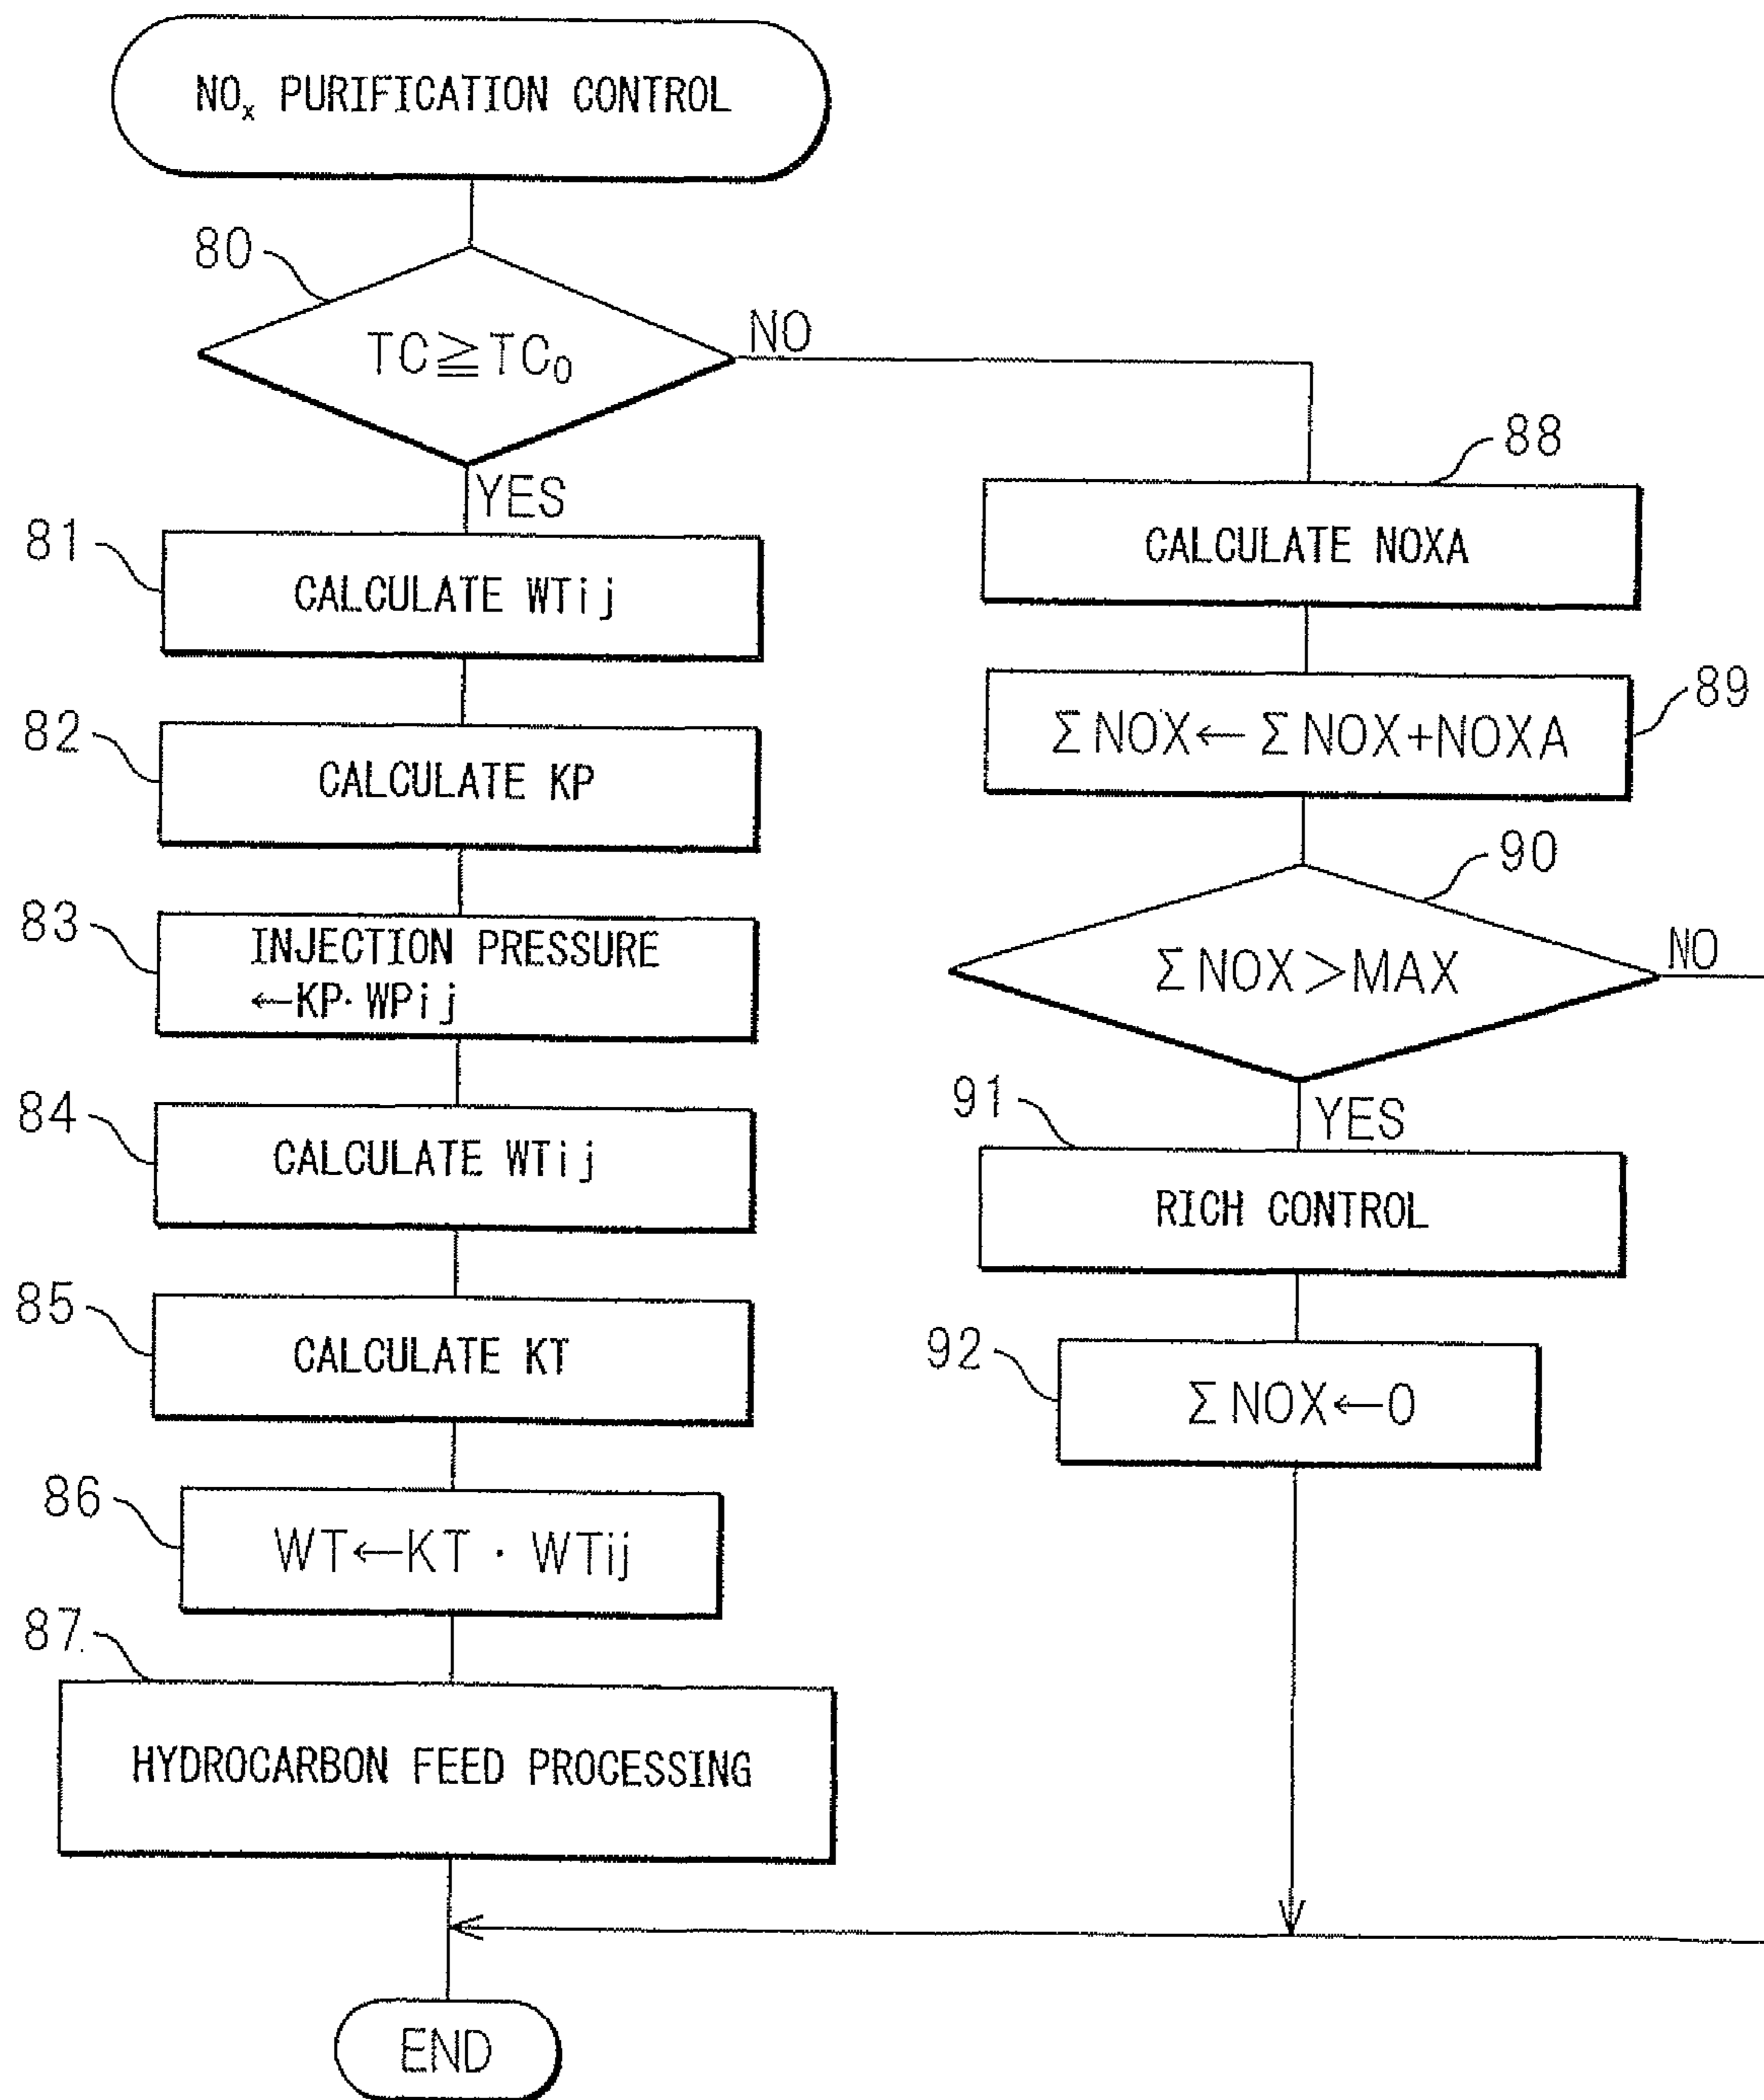 NOx PURIFICATION CONTROL
80
TC≧TC0
NO
YES
81
CALCULATE WTij
82
CALCULATE KP
83
INJECTION PRESSURE
←KP·WPij
84
CALCULATE WTij
85
CALCULATE KT
86
WT←KT · WTij
87
HYDROCARBON FEED PROCESSING
88
CALCULATE NOXA
89
ΣNOX←ΣNOX+NOXA
90
ΣNOX>MAX
NO
YES
91
RICH CONTROL
92
ΣNOX←0
END